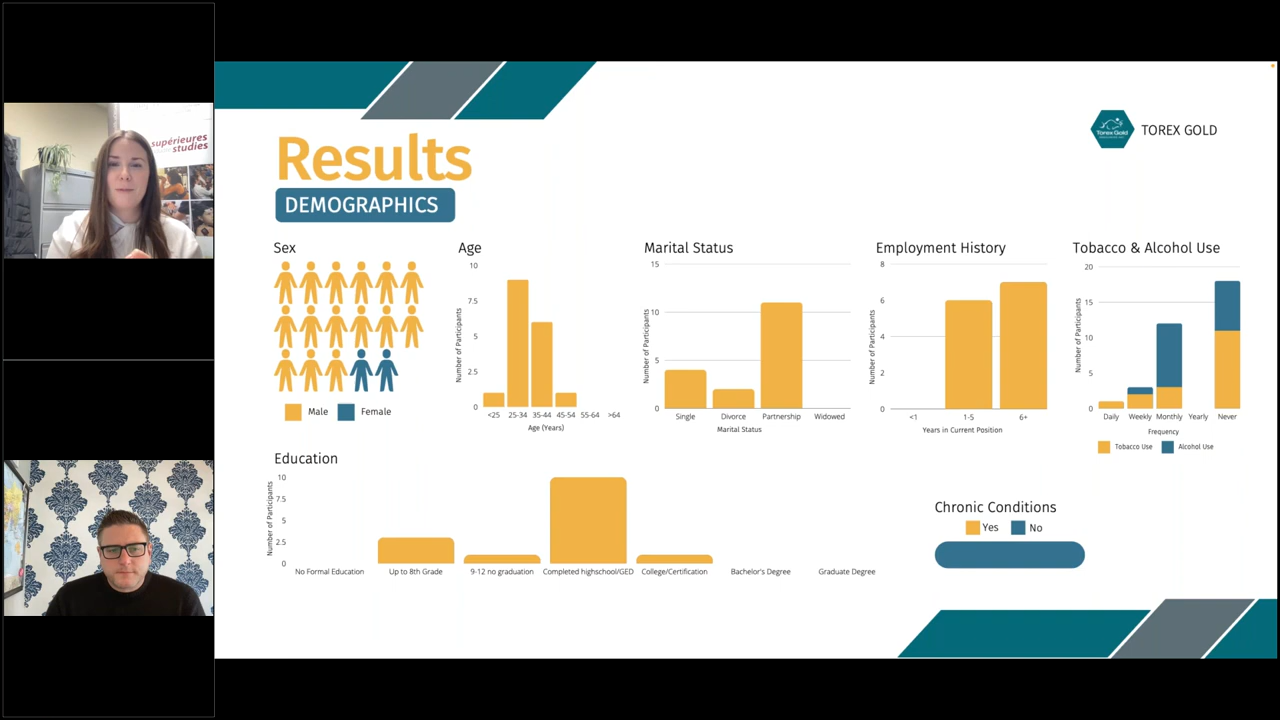 supérieures
studies
Results
DEMOGRAPHICS
Torex Gold
TOREX GOLD
Sex
Male
Female
Age
10
7.5
5
2.5
0
Number of Participants
<25
25-34
35-44
45-54
55-64
>64
Age (Years)
Marital Status
15
10
5
0
Number of Participants
Single
Divorce
Partnership
Widowed
Marital Status
Employment History
8
6
4
2
0
Number of Participants
<1
1-5
6+
Years in Current Position
Tobacco & Alcohol Use
20
15
10
5
0
Number of Participants
Daily
Weekly
Monthly
Yearly
Never
Frequency
Tobacco Use
Alcohol Use
Education
10
7.5
5
2.5
0
Number of Participants
No Formal Education
Up to 8th Grade
9-12 no graduation
Completed highschool/GED
College/Certification
Bachelor's Degree
Graduate Degree
Chronic Conditions
Yes
No